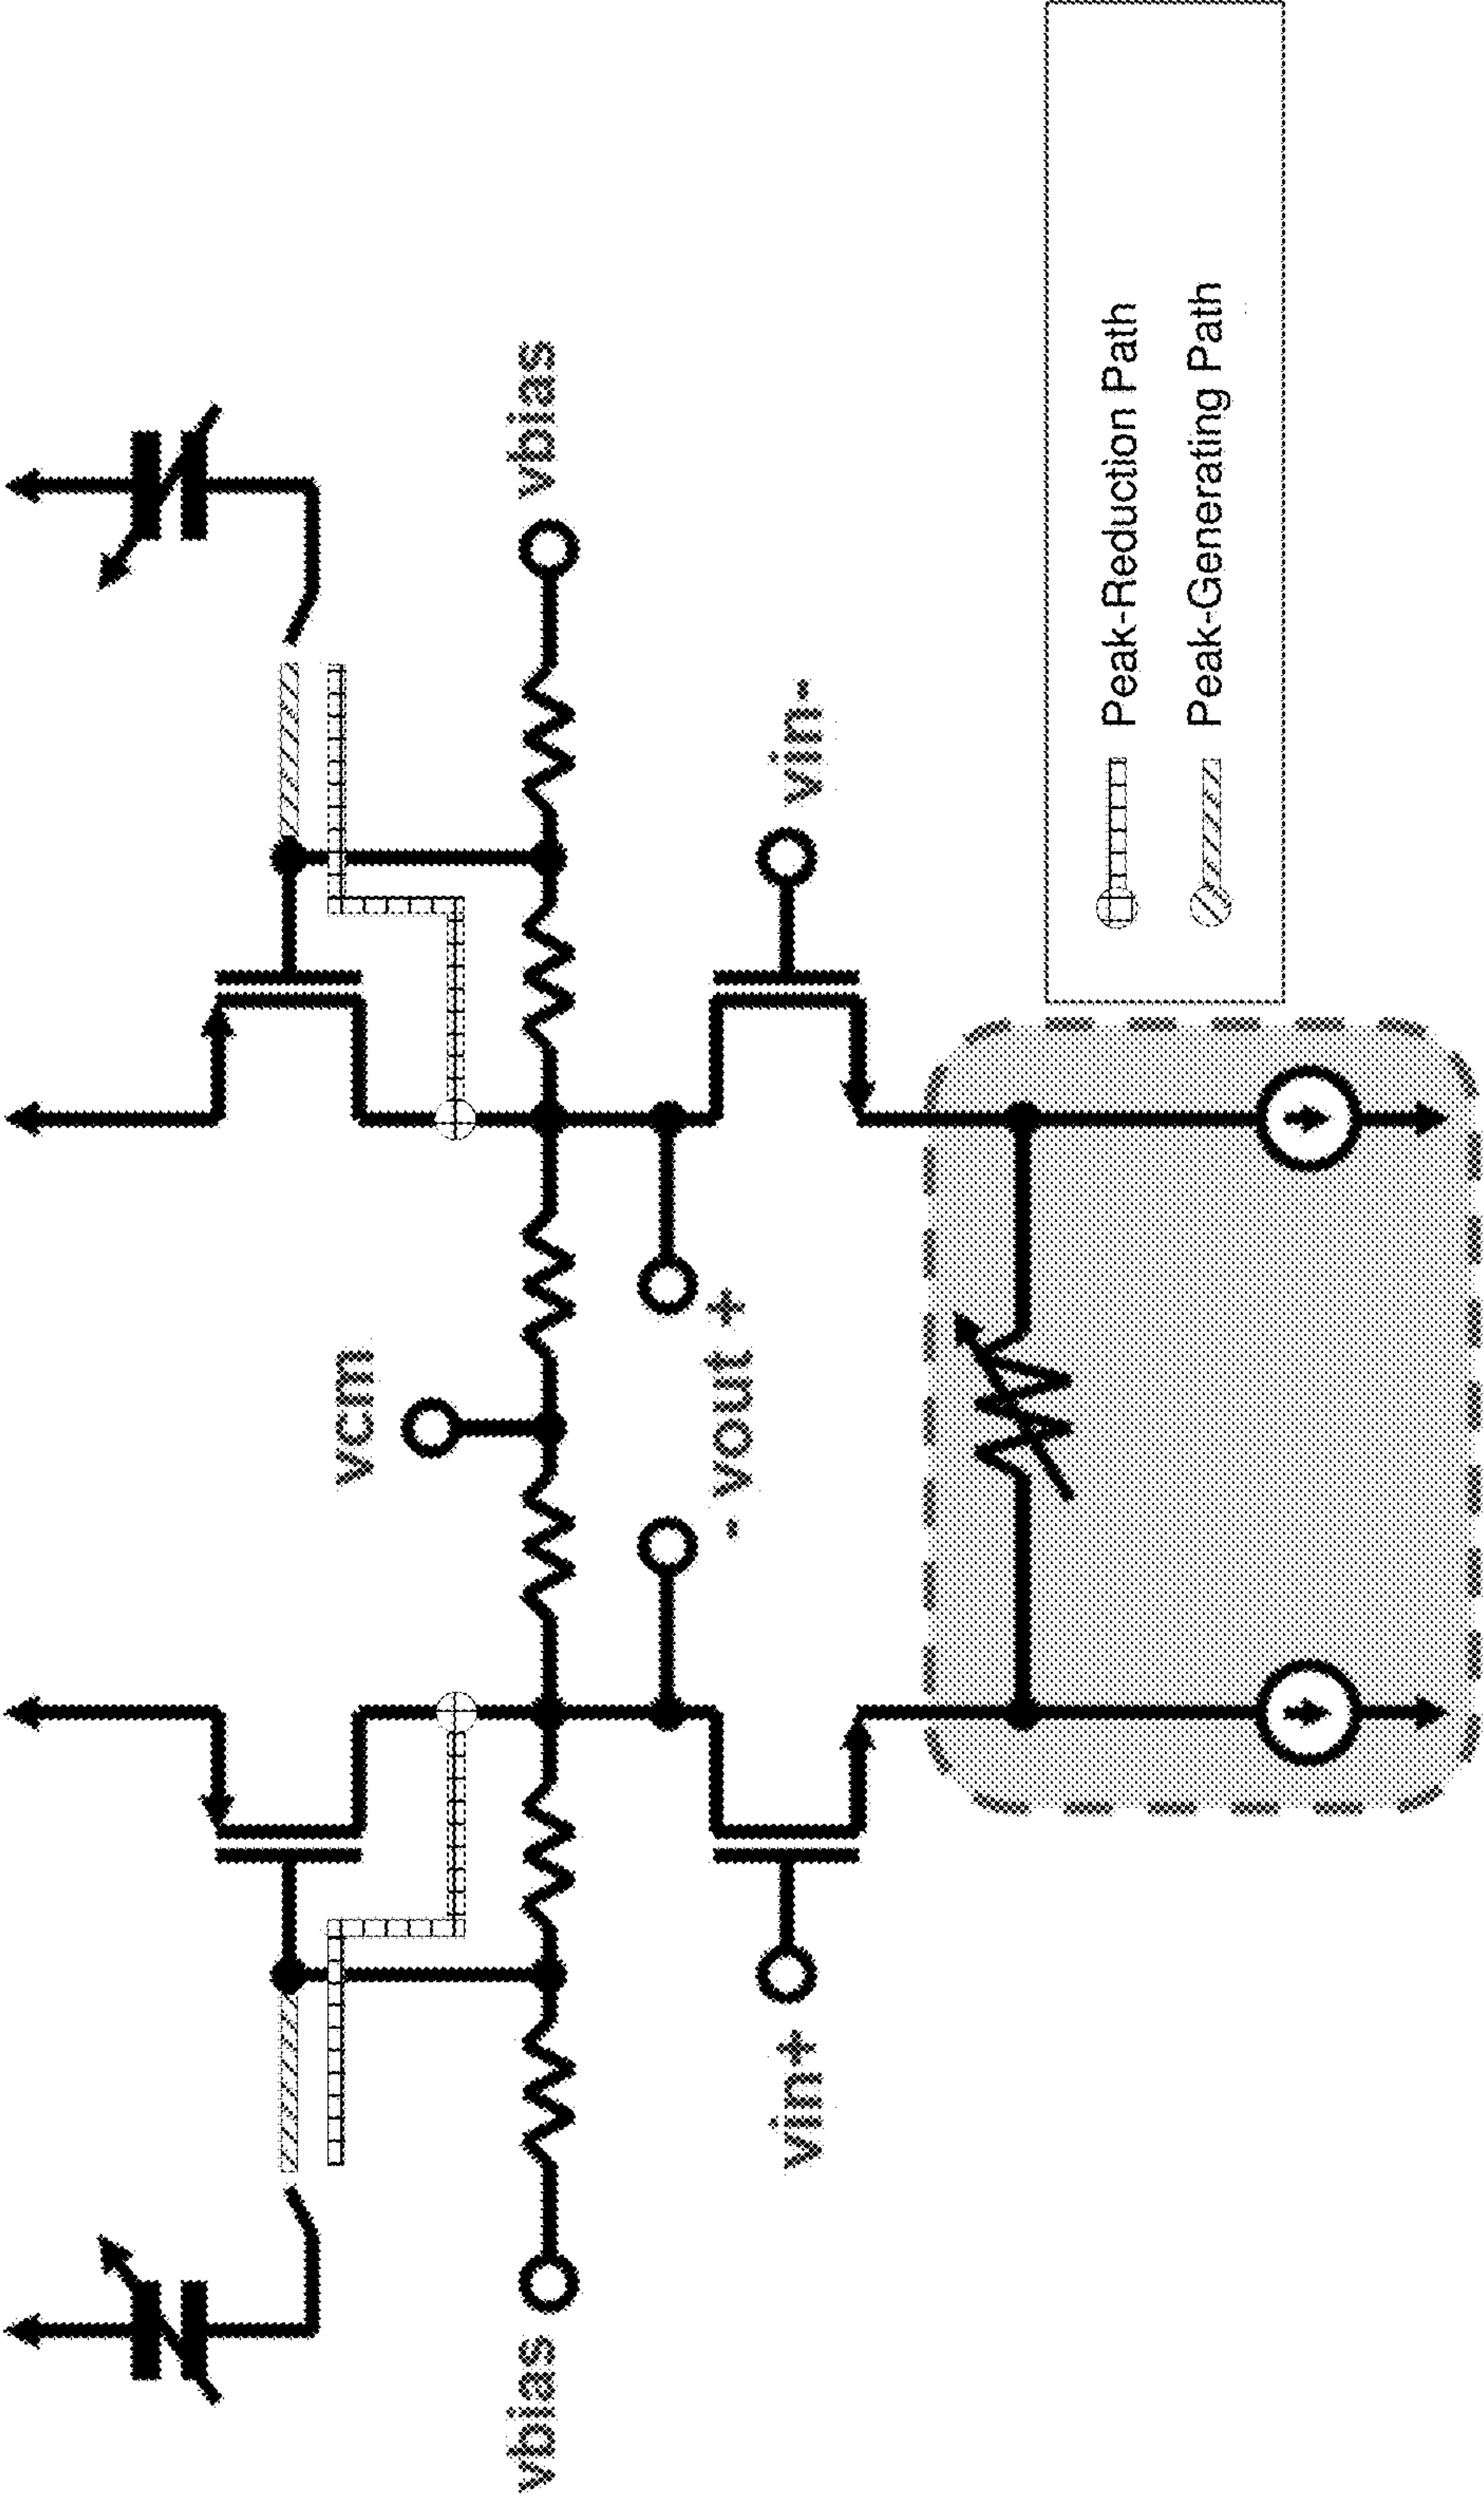 vcm
vbias
vbias
- vout +
vin+
vin-
Peak-Reduction Path
Peak-Generating Path